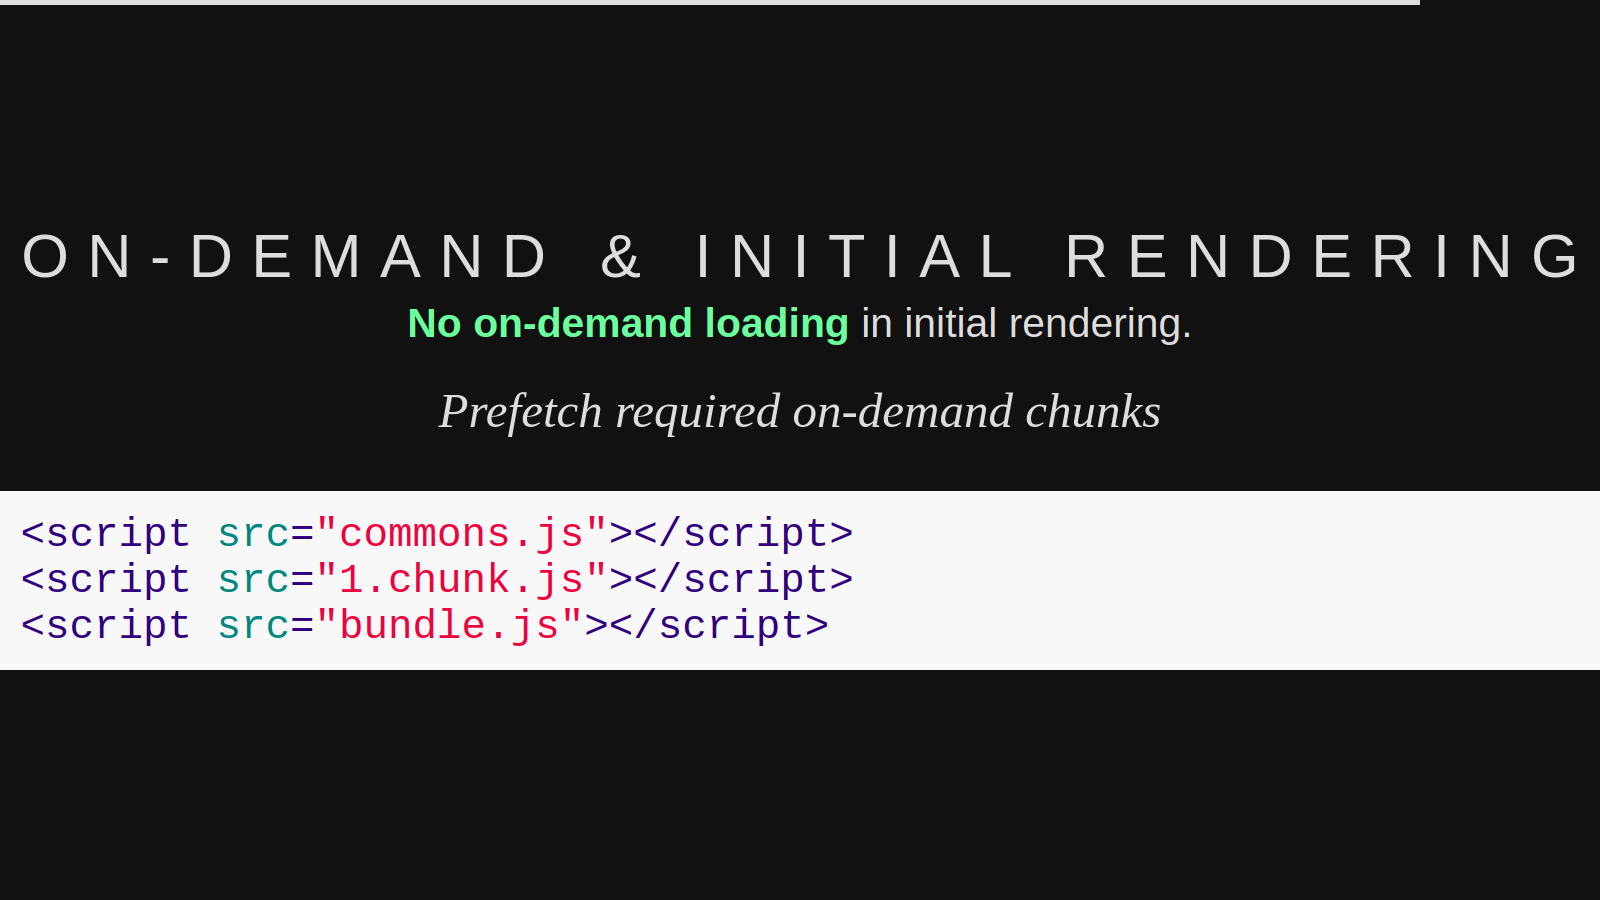 ON-DEMAND & INITIAL RENDERING
No on-demand loading in initial rendering.
Prefetch required on-demand chunks
<script src="commons.js"></script>
<script src="1.chunk.js"></script>
<script src="bundle.js"></script>